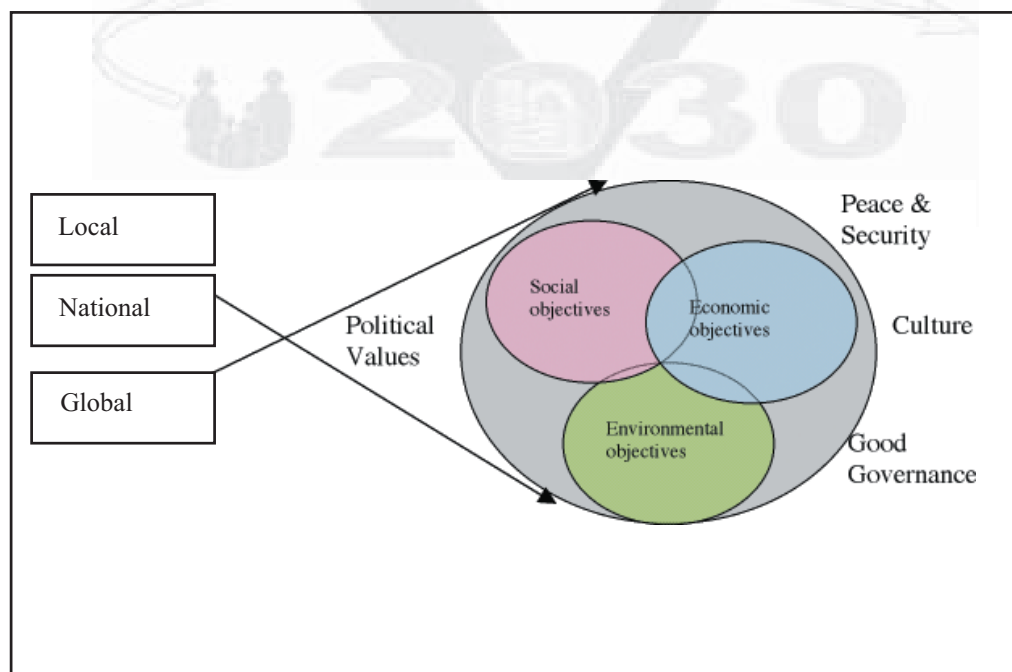 2030
Local
National
Global
Political
Values
Social
objectives
Economic
objectives
Environmental
objectives
Peace &
Security
Culture
Good
Governance